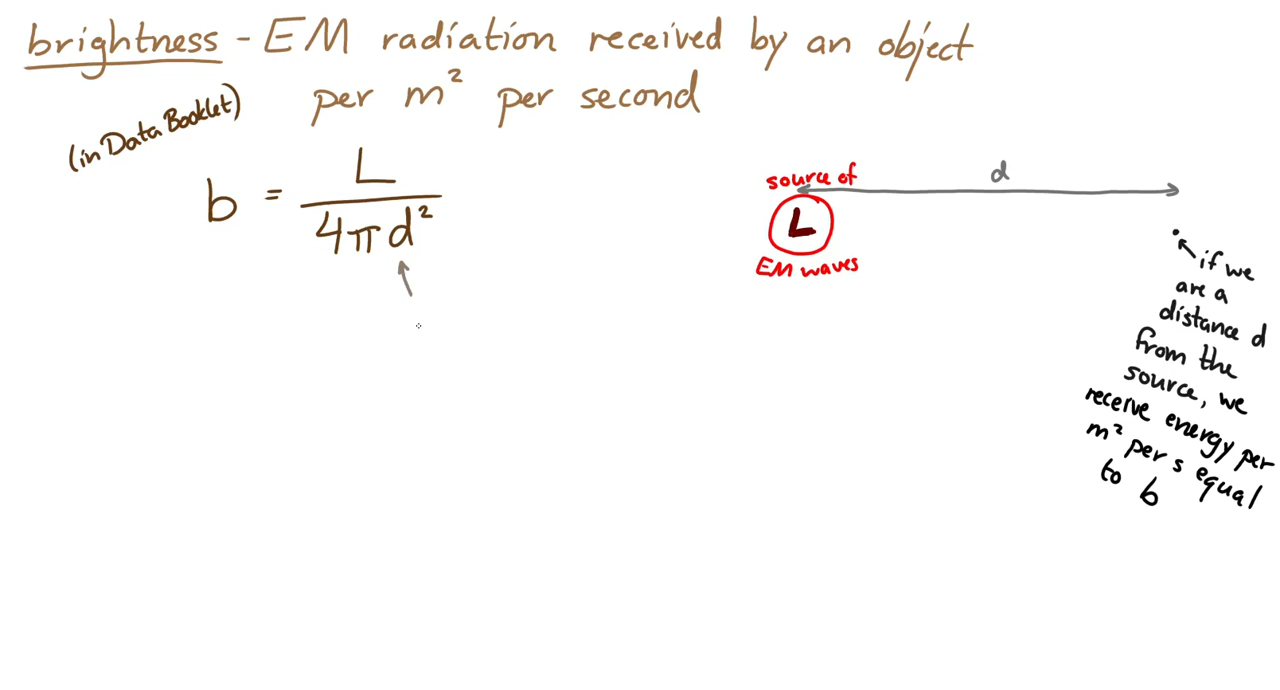 brightness - EM radiation received by an object
per m² per second
(in Data Booklet)
b = L / 4πd²
d
source of
L
EM waves
if we
are a
distance d
from the
source, we
receive energy per
m² per s equal
to b